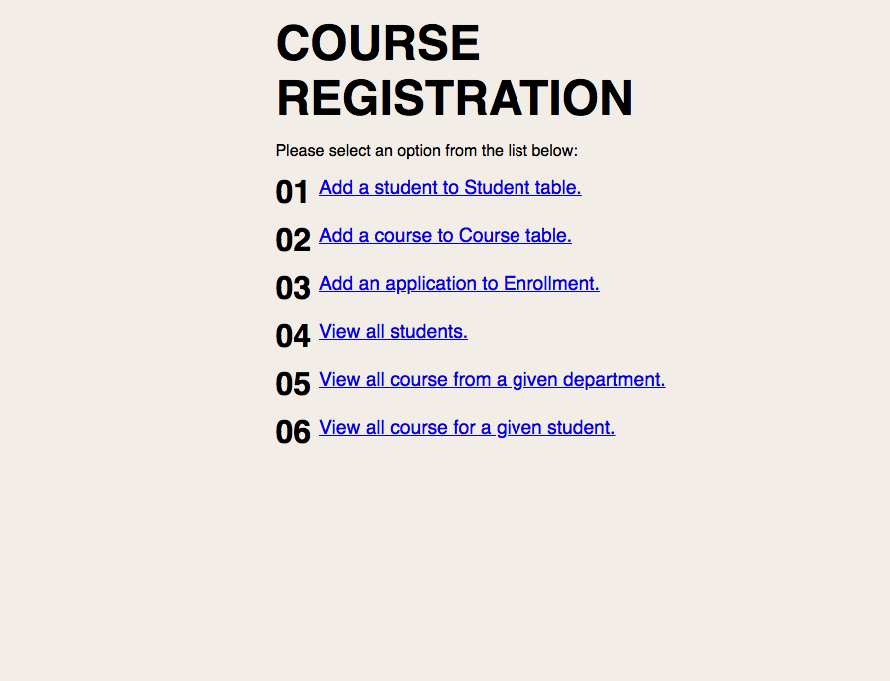 COURSE
REGISTRATION
Please select an option from the list below:
01 Add a student to Student table.
02 Add a course to Course table.
03 Add an application to Enrollment.
04 View all students.
05 View all course from a given department.
06 View all course for a given student.